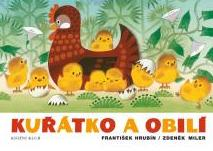 KUŘÁTKO A OBILÍ
FRANTIŠEK HRUBÍN / ZDENĚK MILER